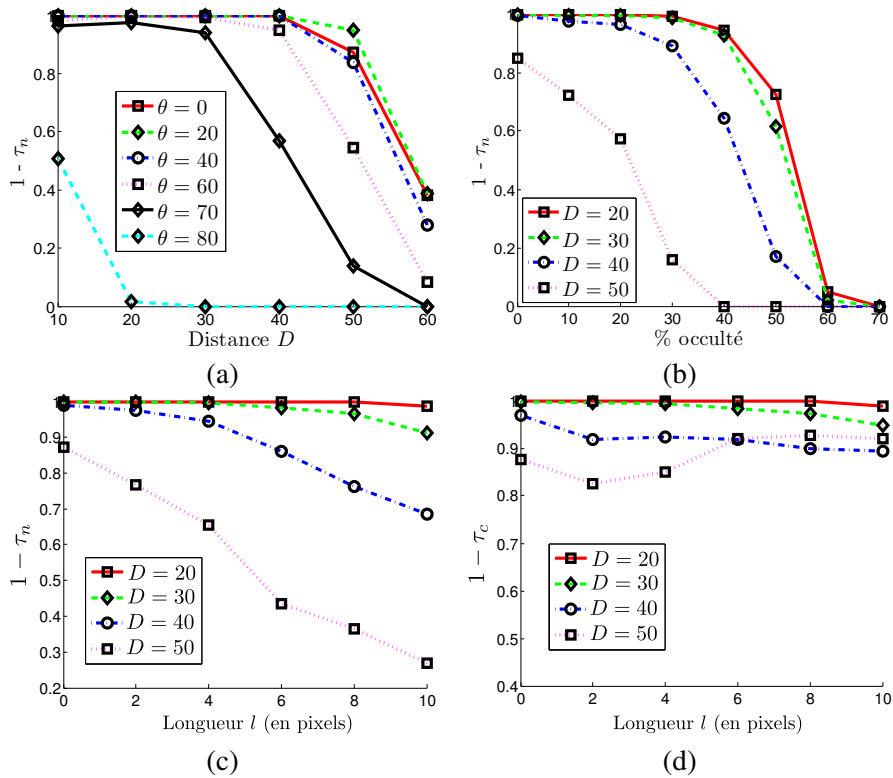 1
0.8
0.6
0.4
0.2
0
1 - τn
10 20 30 40 50 60
Distance D
θ = 0
θ = 20
θ = 40
θ = 60
θ = 70
θ = 80
(a)
1
0.8
0.6
0.4
0.2
0
1 - τn
0 10 20 30 40 50 60 70
% occulté
D = 20
D = 30
D = 40
D = 50
(b)
1
0.9
0.8
0.7
0.6
0.5
0.4
0.3
0.2
1 − τn
0 2 4 6 8 10
Longueur l (en pixels)
D = 20
D = 30
D = 40
D = 50
(c)
1
0.9
0.8
0.7
0.6
0.5
0.4
1 − τc
0 2 4 6 8 10
Longueur l (en pixels)
D = 20
D = 30
D = 40
D = 50
(d)